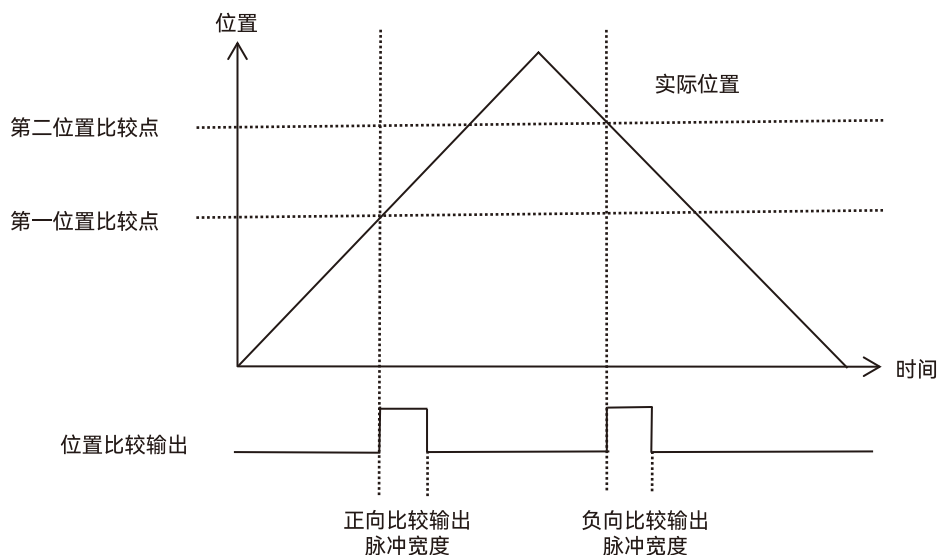 位置
实际位置
第二位置比较点
第一位置比较点
时间
位置比较输出
正向比较输出
脉冲宽度
负向比较输出
脉冲宽度